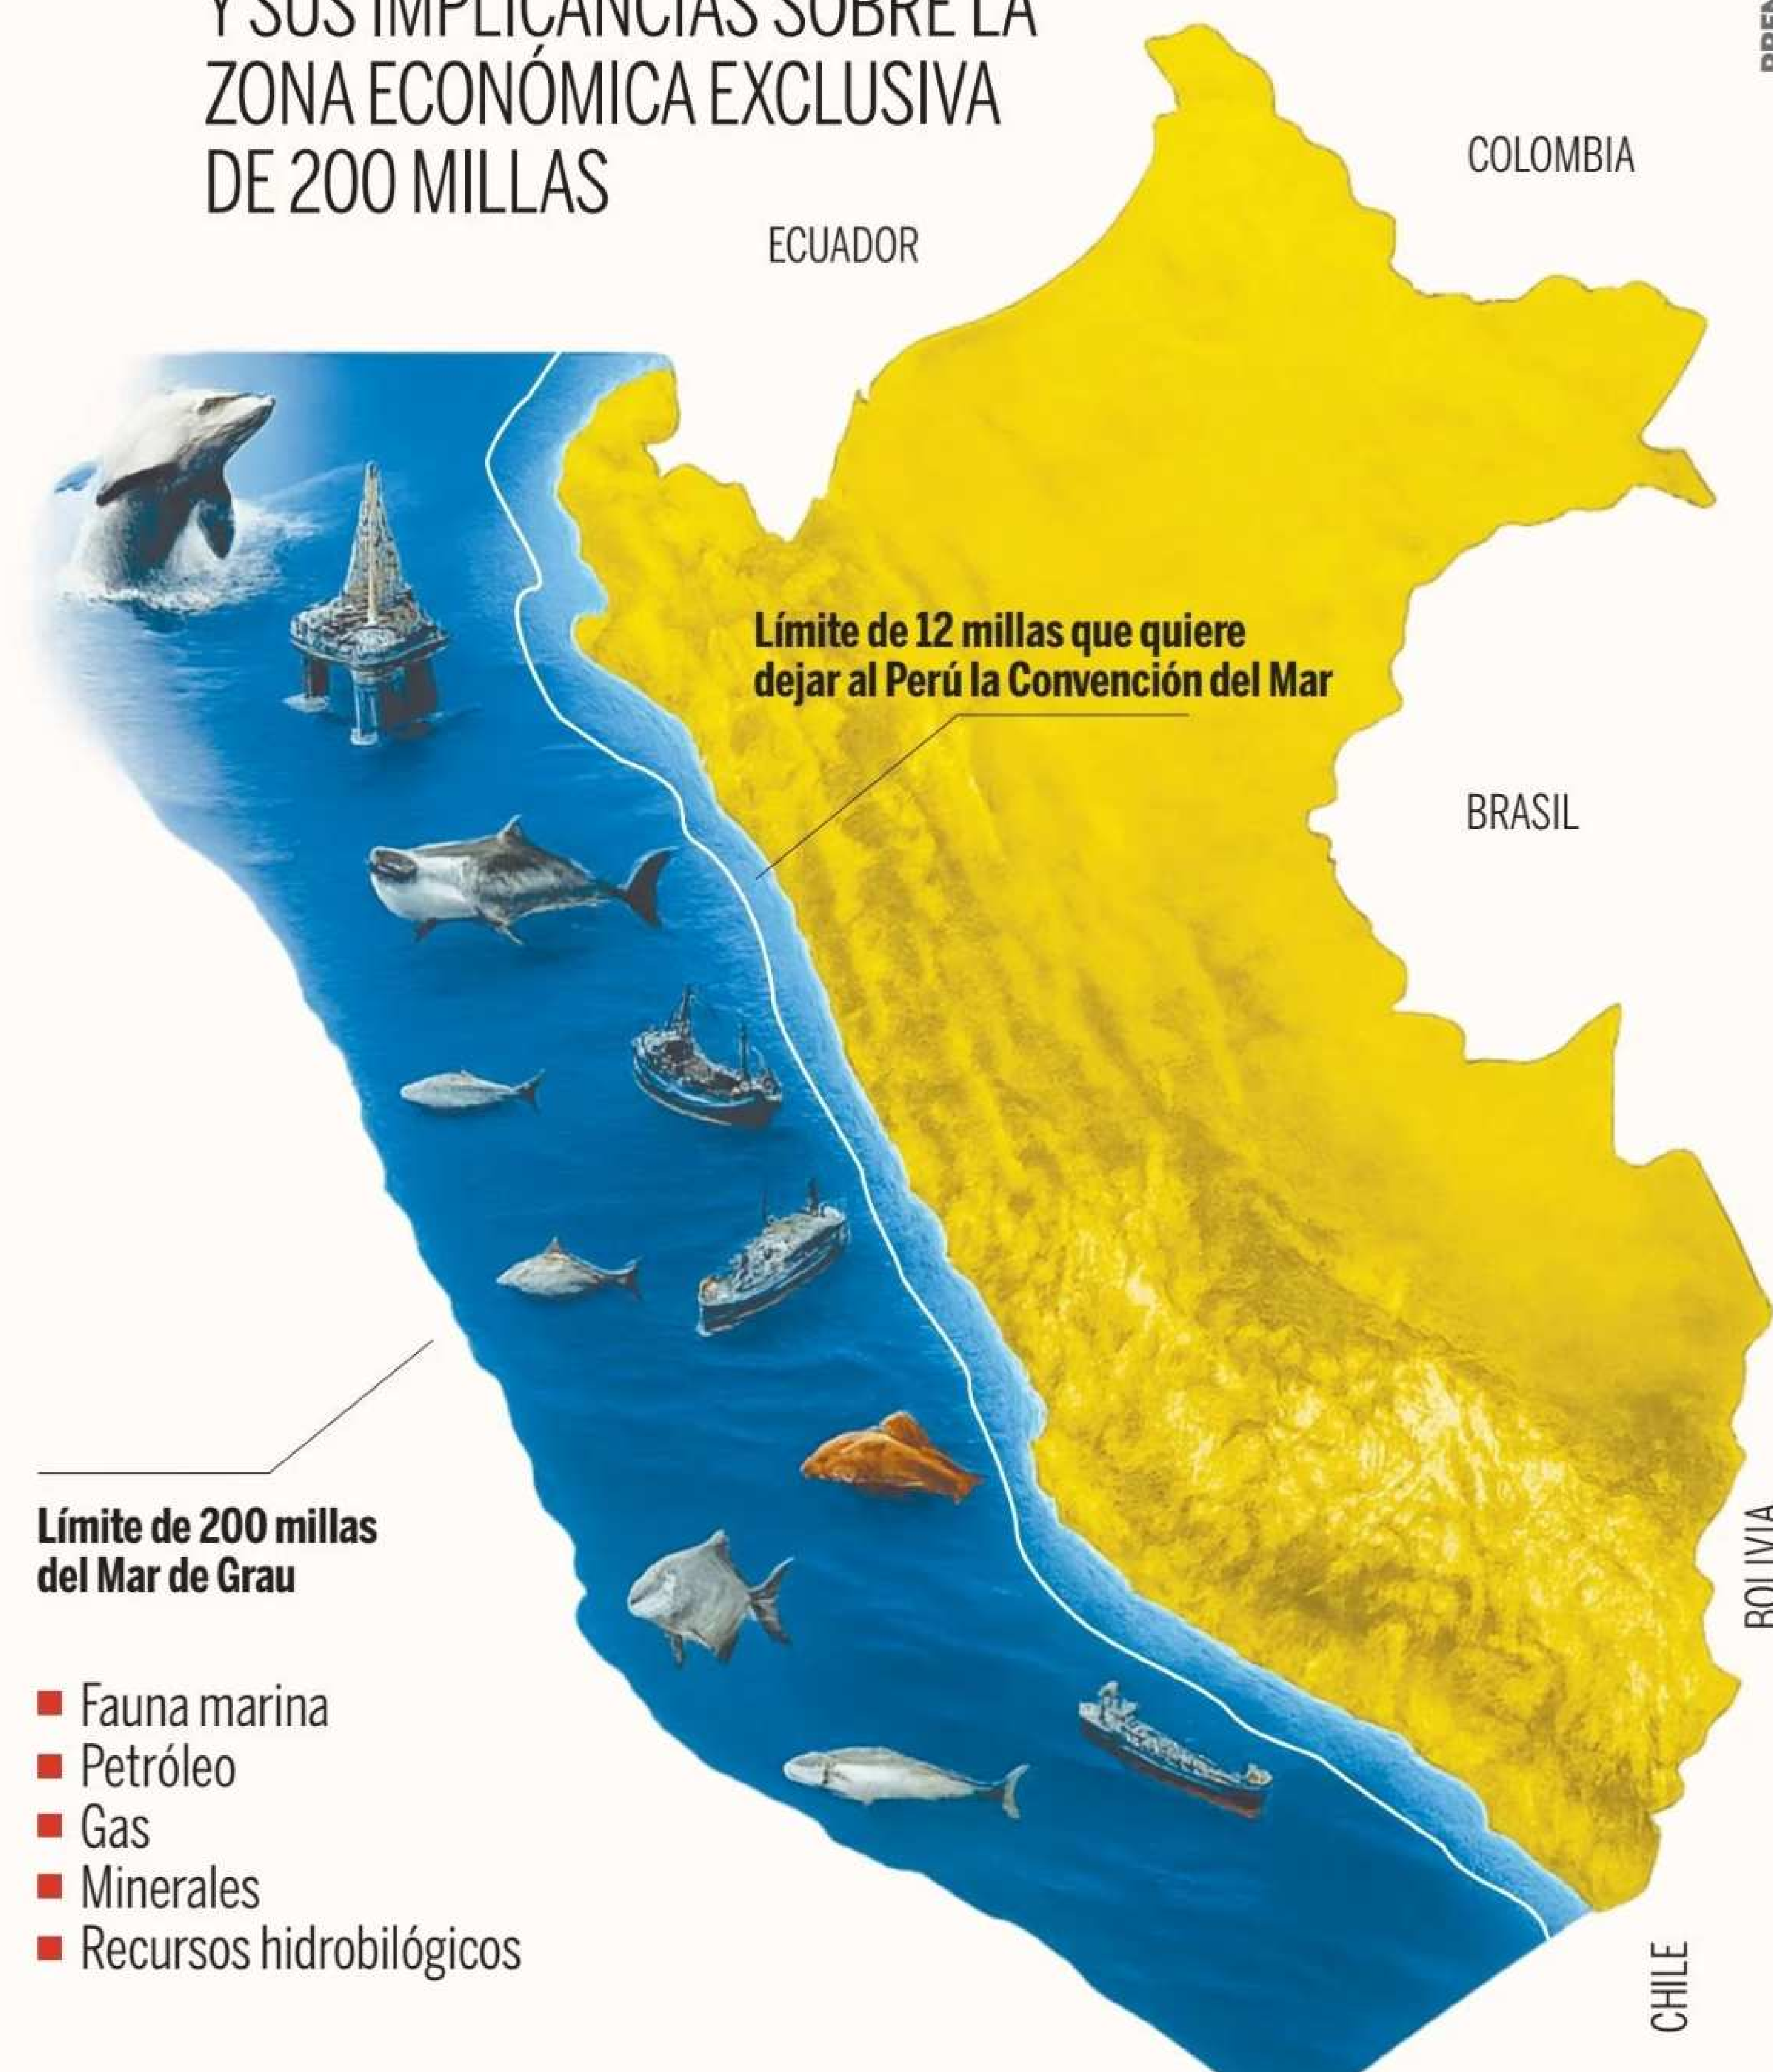 Y SUS IMPLICANCIAS SOBRE LA
ZONA ECONÓMICA EXCLUSIVA
DE 200 MILLAS
COLOMBIA
ECUADOR
Límite de 12 millas que quiere
dejar al Perú la Convención del Mar
BRASIL
Límite de 200 millas
del Mar de Grau
BOLIVIA
Fauna marina
Petróleo
Gas
Minerales
Recursos hidrobilógicos
CHILE